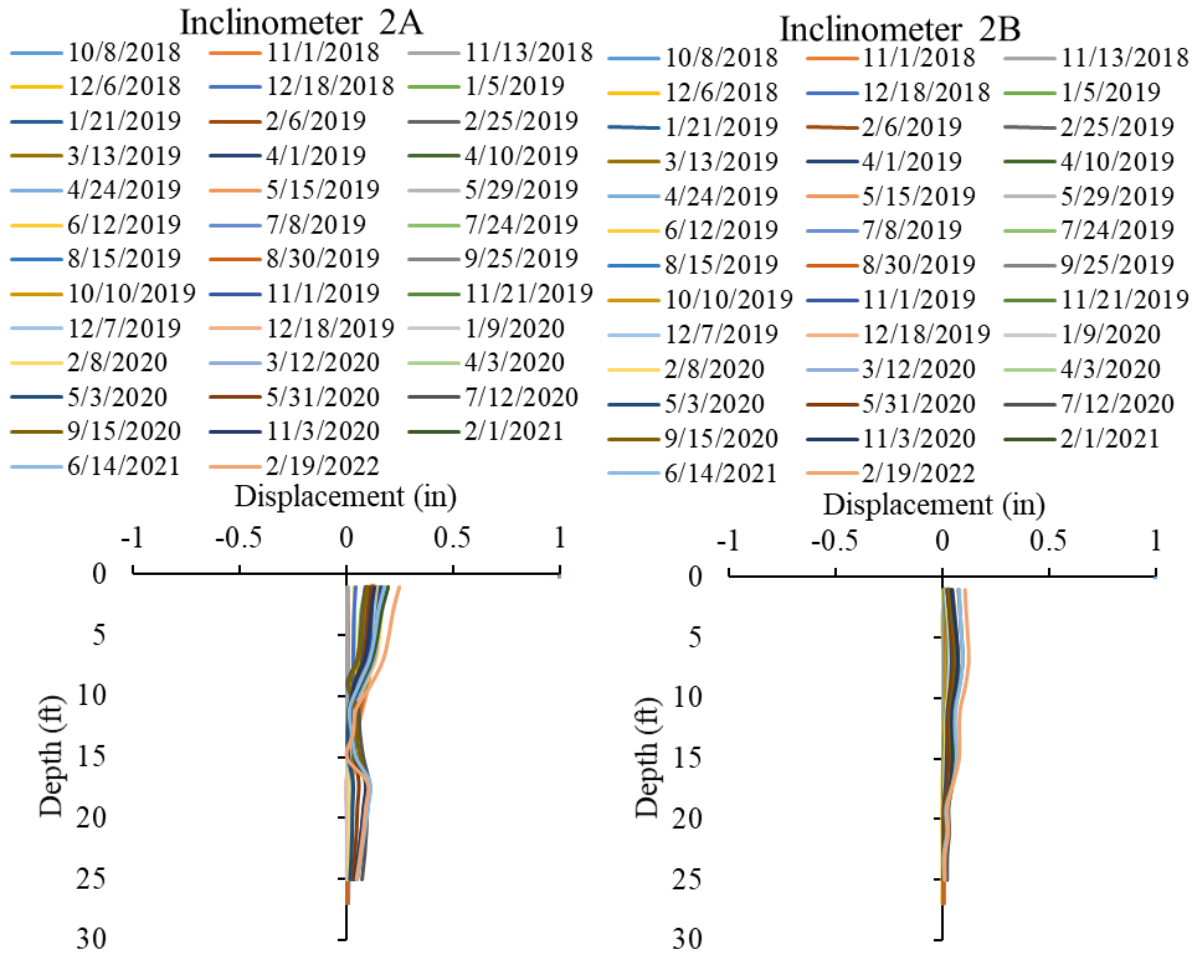 Inclinometer 2A
10/8/2018 11/1/2018 11/13/2018
12/6/2018 12/18/2018 1/5/2019
1/21/2019 2/6/2019 2/25/2019
3/13/2019 4/1/2019 4/10/2019
4/24/2019 5/15/2019 5/29/2019
6/12/2019 7/8/2019 7/24/2019
8/15/2019 8/30/2019 9/25/2019
10/10/2019 11/1/2019 11/21/2019
12/7/2019 12/18/2019 1/9/2020
2/8/2020 3/12/2020 4/3/2020
5/3/2020 5/31/2020 7/12/2020
9/15/2020 11/3/2020 2/1/2021
6/14/2021 2/19/2022
Displacement (in)
-1 -0.5 0 0.5 1
0
5
10
15
20
25
30
Depth (ft)
Inclinometer 2B
10/8/2018 11/1/2018 11/13/2018
12/6/2018 12/18/2018 1/5/2019
1/21/2019 2/6/2019 2/25/2019
3/13/2019 4/1/2019 4/10/2019
4/24/2019 5/15/2019 5/29/2019
6/12/2019 7/8/2019 7/24/2019
8/15/2019 8/30/2019 9/25/2019
10/10/2019 11/1/2019 11/21/2019
12/7/2019 12/18/2019 1/9/2020
2/8/2020 3/12/2020 4/3/2020
5/3/2020 5/31/2020 7/12/2020
9/15/2020 11/3/2020 2/1/2021
6/14/2021 2/19/2022
Displacement (in)
-1 -0.5 0 0.5 1
0
5
10
15
20
25
30
Depth (ft)